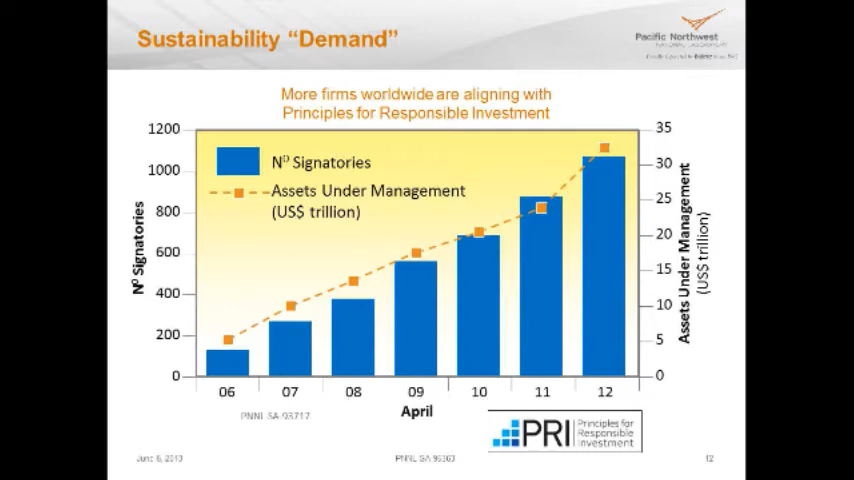 Sustainability “Demand”
Pacific Northwest
More firms worldwide are aligning with
Principles for Responsible Investment
1200
1000
800
600
400
200
0
Nº Signatories
Nº Signatories
Assets Under Management
(US$ trillion)
35
30
25
20
15
10
5
0
Assets Under Management
(US$ trillion)
06 07 08 09 10 11 12
April
PNNL-SA-93717
PRI
Principles for
Responsible
Investment
12